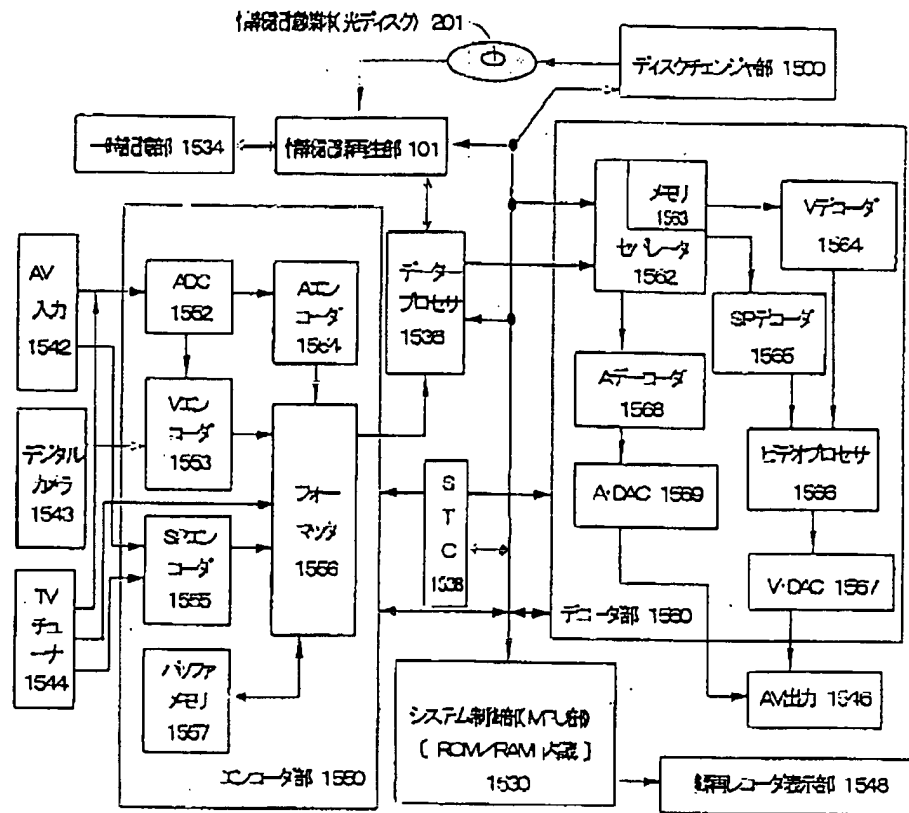 情報記憶媒体(光ディスク) 201
ディスクチェンジャ部 1500
一時記憶部 1534
情報記録再生部 101
メモリ
1563
セパレータ
1562
Vデコーダ
1564
SPデコーダ
1565
Aデーコーダ
1568
A・DAC 1569
ビデオプロセサ
1566
V・DAC 1567
デコーダ部 1560
AV
入力
1542
デジタル
カメラ
1543
TV
チュ
ーナ
1544
ADC
1552
Aエン
コーダ
1554
Vエン
コーダ
1553
SPエン
コーダ
1555
フォー
マッタ
1556
バッファ
メモリ
1557
エンコーダ部 1550
データー
プロセサ
1536
S
T
C
1538
システム制御部(MPU部)
[ ROM/RAM 内蔵 ]
1530
AV出力 1546
録再レコーダ表示部 1548